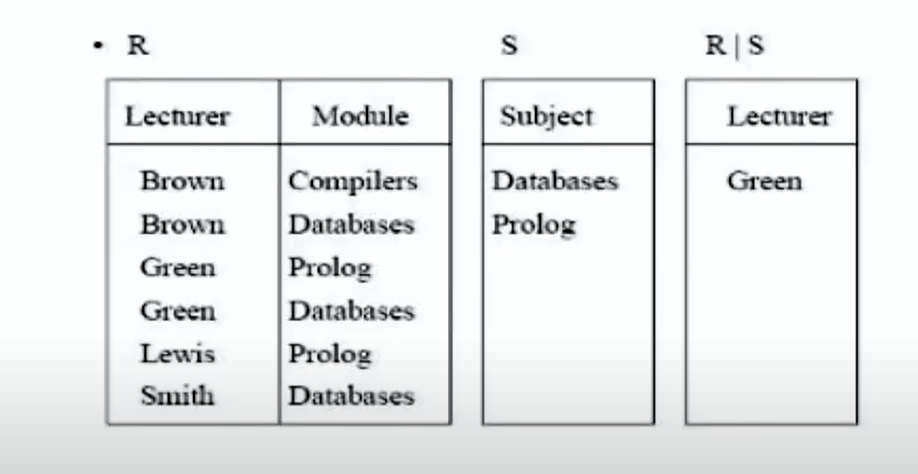 • R S R | S
Lecturer Module Subject Lecturer
Brown Compilers Databases Green
Brown Databases Prolog
Green Prolog
Green Databases
Lewis Prolog
Smith Databases